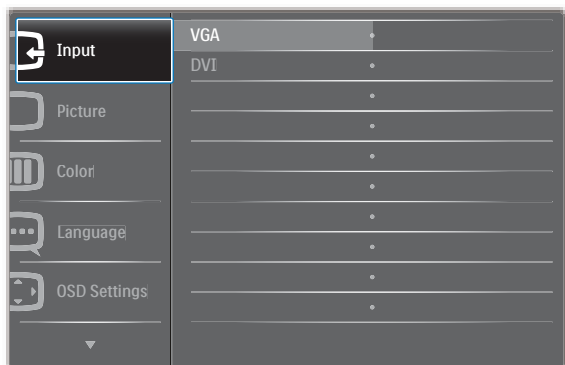 Input
VGA
DVI
Picture
Color
Language
OSD Settings